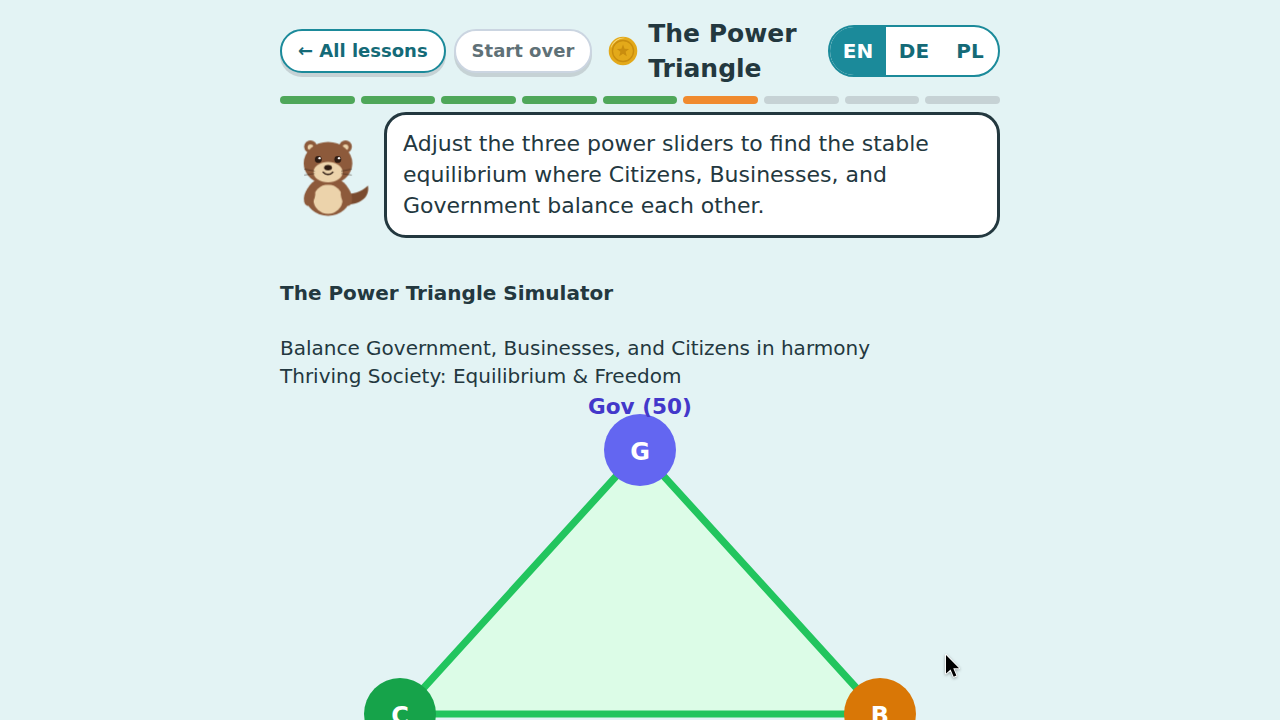 ← All lessons
Start over
The Power
Triangle
EN
DE
PL
Adjust the three power sliders to find the stable
equilibrium where Citizens, Businesses, and
Government balance each other.
The Power Triangle Simulator
Balance Government, Businesses, and Citizens in harmony
Thriving Society: Equilibrium & Freedom
Gov (50)
G
C
B